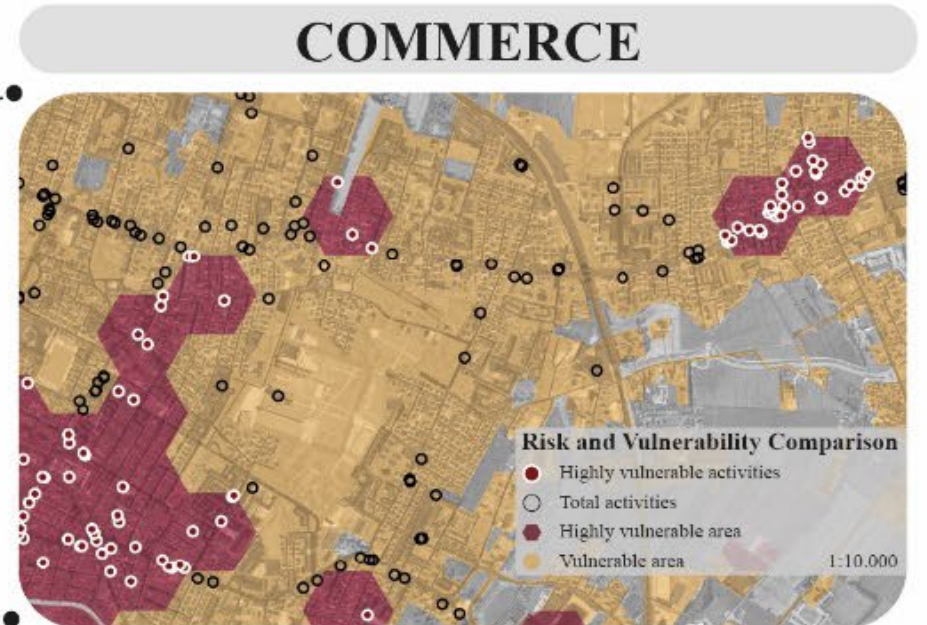 COMMERCE
Risk and Vulnerability Comparison
Highly vulnerable activities
Total activities
Highly vulnerable area
Vulnerable area
1:10.000